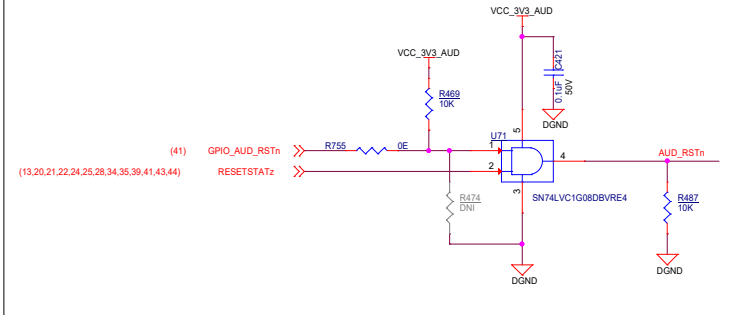 VCC_3V3_AUD
VCC_3V3_AUD
C421
0.1uF
50V
R469
10K
DGND
U71
5
(41) GPIO_AUD_RSTn R755 0E 1
4 AUD_RSTn
(13,20,21,22,24,25,28,34,35,39,41,43,44) RESETSTATz 2
3
SN74LVC1G08DBVRE4
R474
DNI
R487
10K
DGND
DGND